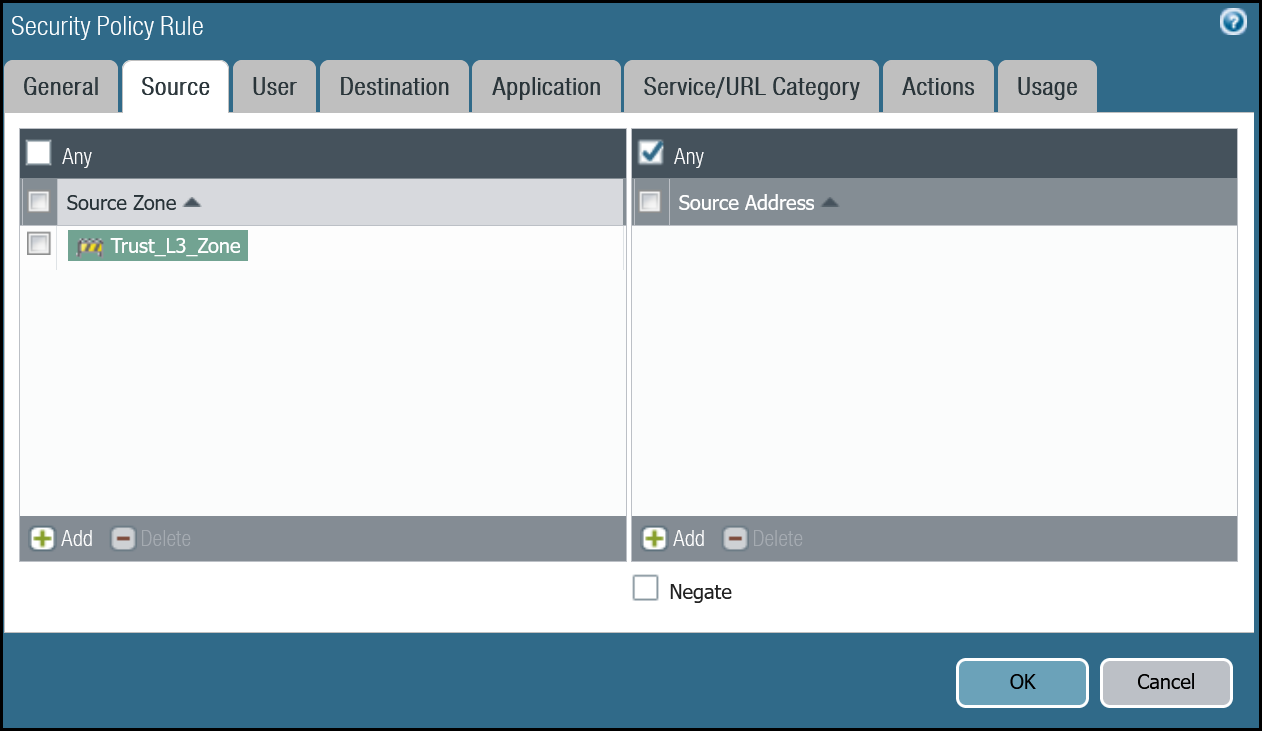 Security Policy Rule
?
General Source User Destination Application Service/URL Category Actions Usage
Any Any
Source Zone Source Address
Trust_L3_Zone
Add Delete Add Delete
Negate
OK Cancel